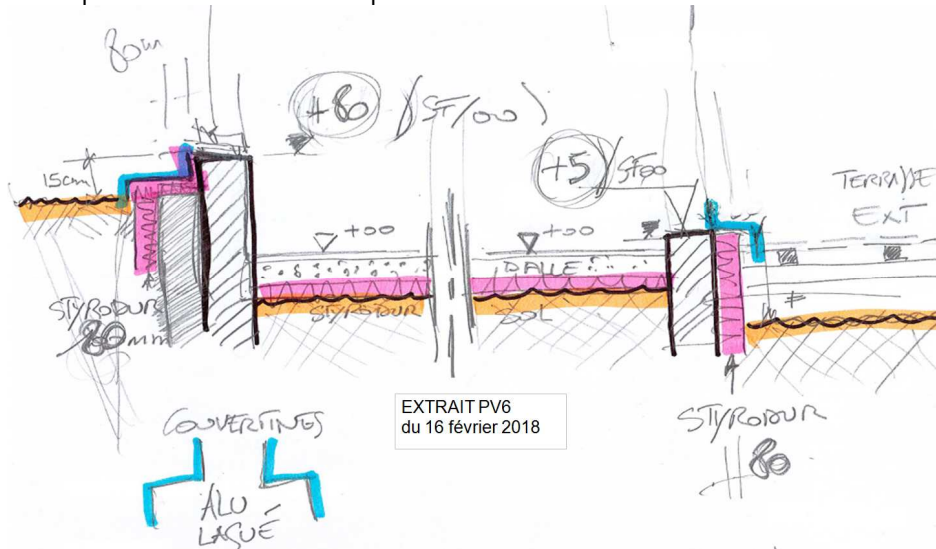 80m
+80 (ST/00)
+5 /ST00
15cm
TERRASSE
EXT
+00
+00
DALLE
STYRODUR
80mm
STYRODUR
SOL
EXTRAIT PV6
du 16 février 2018
STYRODUR
80
COUVERTINES
ALU
LAQUÉ